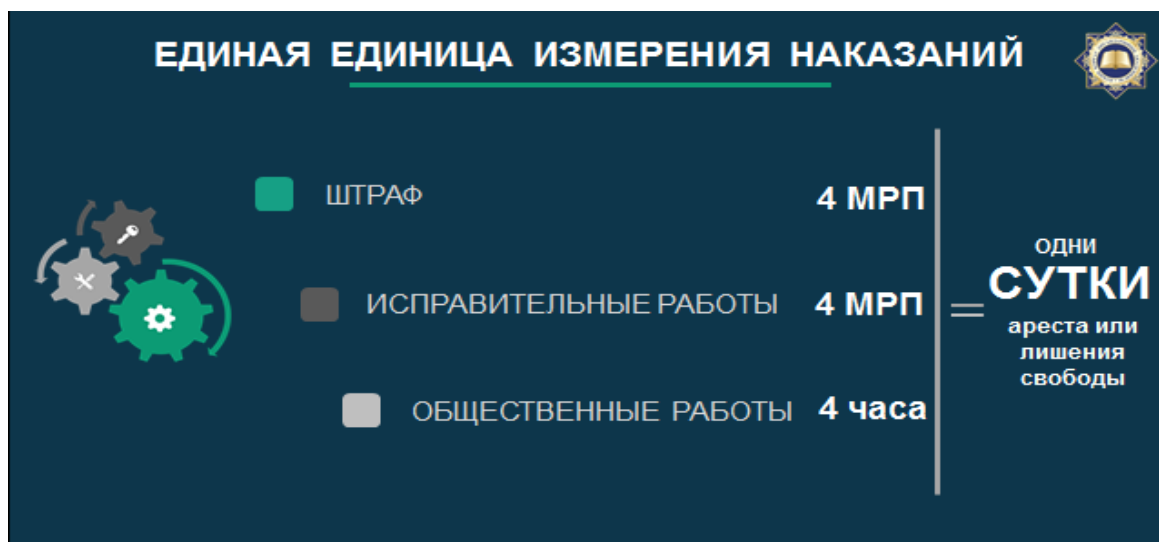 ЕДИНАЯ ЕДИНИЦА ИЗМЕРЕНИЯ НАКАЗАНИЙ
ШТРАФ 4 МРП
ИСПРАВИТЕЛЬНЫЕ РАБОТЫ 4 МРП
ОБЩЕСТВЕННЫЕ РАБОТЫ 4 часа
=
ОДНИ
СУТКИ
ареста или
лишения
свободы